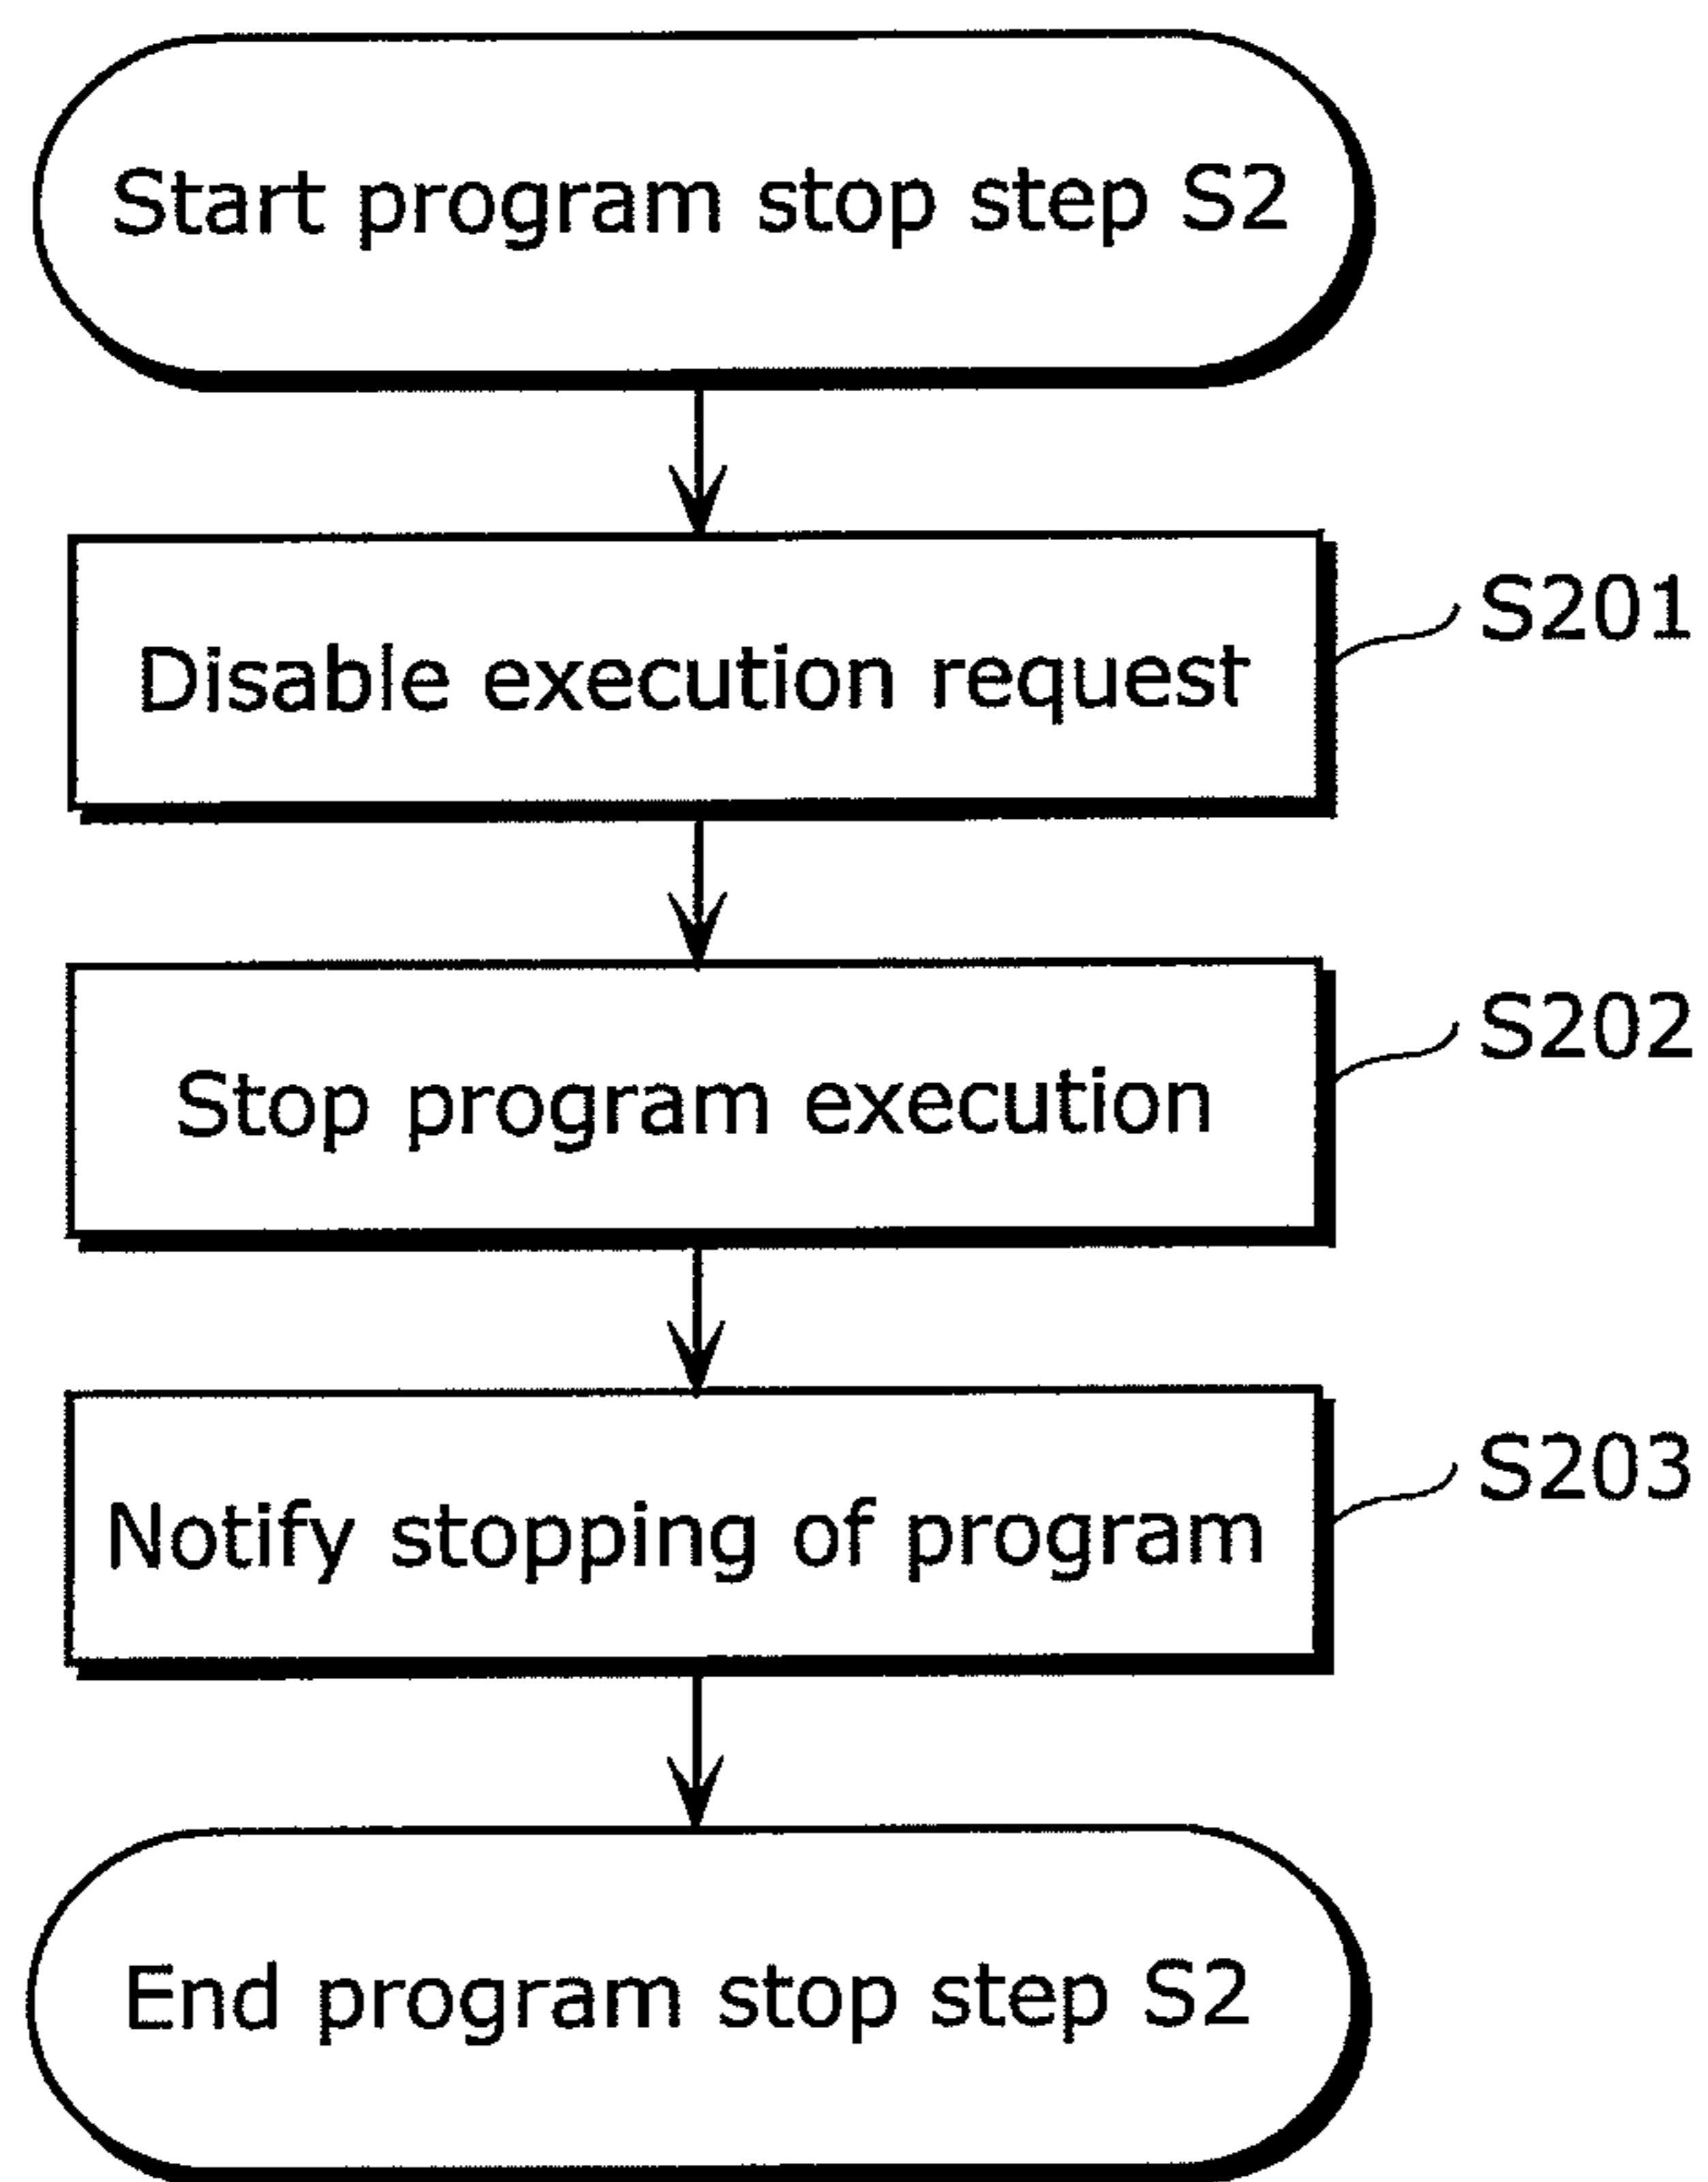 Start program stop step S2
S201
Disable execution request
S202
Stop program execution
S203
Notify stopping of program
End program stop step S2